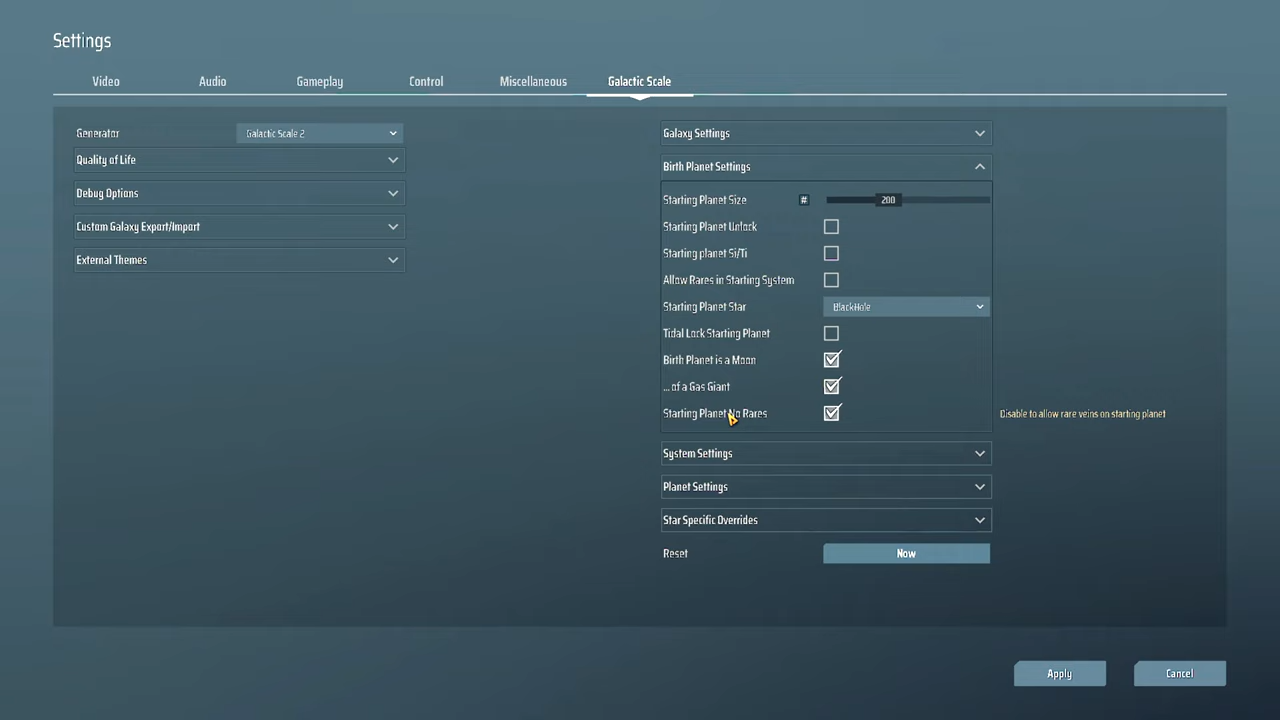 Settings
Video
Audio
Gameplay
Control
Miscellaneous
Galactic Scale
Generator
Galactic Scale 2
Quality of Life
Debug Options
Custom Galaxy Export/Import
External Themes
Galaxy Settings
Birth Planet Settings
Starting Planet Size
#
200
Starting Planet Unlock
Starting planet Si/Ti
Allow Rares in Starting System
Starting Planet Star
BlackHole
Tidal Lock Starting Planet
Birth Planet is a Moon
... of a Gas Giant
Starting Planet No Rares
Disable to allow rare veins on starting planet
System Settings
Planet Settings
Star Specific Overrides
Reset
Now
Apply
Cancel